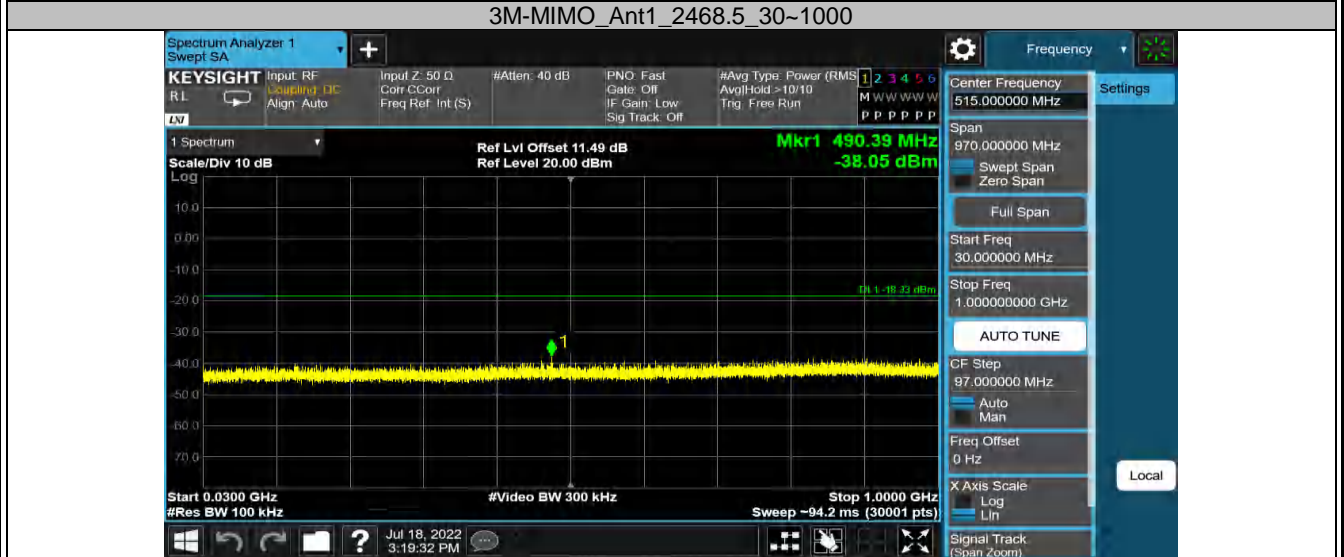 3M-MIMO_Ant1_2468.5_30~1000
Spectrum Analyzer 1
Swept SA
Frequency
KEYSIGHT
RL
LXI
Input: RF
Coupling: DC
Align: Auto
Input Z: 50 Ω
Corr CCorr
Freq Ref: Int (S)
#Atten: 40 dB
PNO: Fast
Gate: Off
IF Gain: Low
Sig Track: Off
#Avg Type: Power (RMS
Avg|Hold:>10/10
Trig: Free Run
1 2 3 4 5 6
M W W W W W
P P P P P P
1 Spectrum
Scale/Div 10 dB
Ref Lvl Offset 11.49 dB
Ref Level 20.00 dBm
Mkr1 490.39 MHz
-38.05 dBm
Log
10.0
0.00
-10.0
-20.0
-30.0
-40.0
-50.0
-60.0
-70.0
1
Start 0.0300 GHz
#Res BW 100 kHz
#Video BW 300 kHz
Stop 1.0000 GHz
Sweep ~94.2 ms (30001 pts)
Jul 18, 2022
3:19:32 PM
Center Frequency
515.000000 MHz
Settings
Span
970.000000 MHz
Swept Span
Zero Span
Full Span
Start Freq
30.000000 MHz
Stop Freq
1.000000000 GHz
AUTO TUNE
CF Step
97.000000 MHz
Auto
Man
Freq Offset
0 Hz
X Axis Scale
Log
Lin
Local
Signal Track
(Span Zoom)